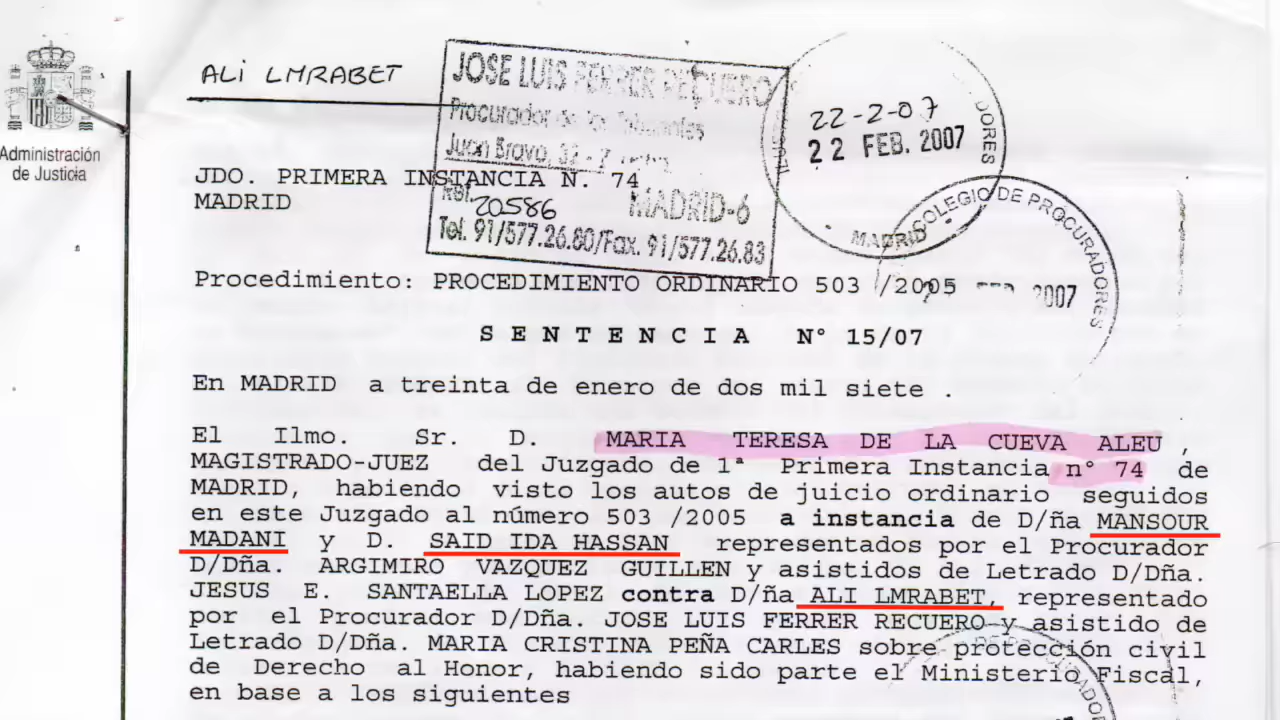 Administración
de Justicia
ALi LMRABET
JOSE LUIS FERRER RECUERO
Procurador de los Tribunales
Juan Bravo, 32 - 7
20586
MADRID-6
Tel. 91/577.26.80/Fax. 91/577.26.83
22-2-07
22 FEB. 2007
MADRID
COLEGIO DE PROCURADORES
2007
JDO. PRIMERA INSTANCIA N. 74
MADRID
Procedimiento: PROCEDIMIENTO ORDINARIO 503 /2005
SENTENCIA Nº 15/07
En MADRID a treinta de enero de dos mil siete .
El Ilmo. Sr. D. MARIA TERESA DE LA CUEVA ALEU ,
MAGISTRADO-JUEZ del Juzgado de 1ª Primera Instancia nº 74 de
MADRID, habiendo visto los autos de juicio ordinario seguidos
en este Juzgado al número 503 /2005 a instancia de D/ña MANSOUR
MADANI y D. SAID IDA HASSAN representados por el Procurador
D/Dña. ARGIMIRO VAZQUEZ GUILLEN y asistidos de Letrado D/Dña.
JESUS E. SANTAELLA LOPEZ contra D/ña ALI LMRABET, representado
por el Procurador D/Dña. JOSE LUIS FERRER RECUERO y asistido de
Letrado D/Dña. MARIA CRISTINA PEÑA CARLES sobre protección civil
de Derecho al Honor, habiendo sido parte el Ministerio Fiscal,
en base a los siguientes